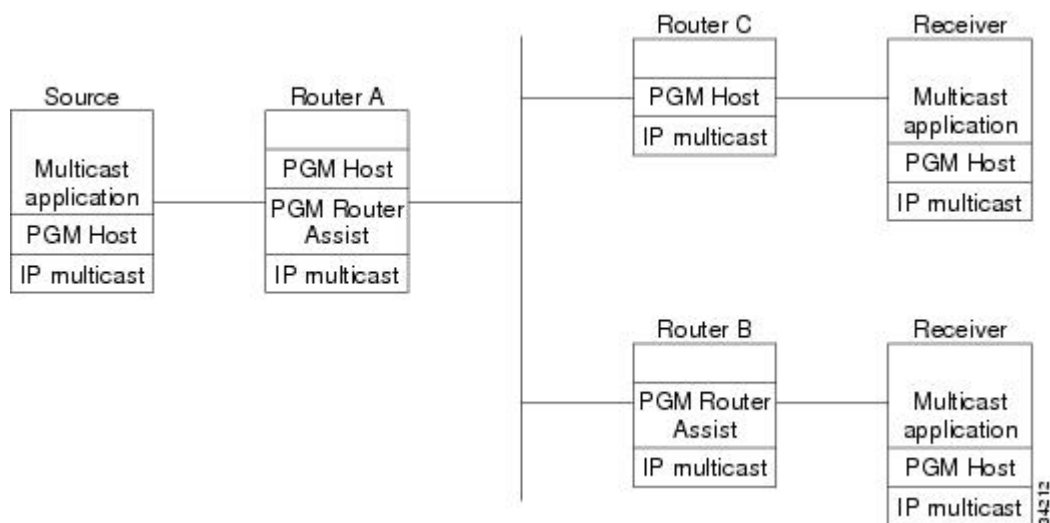 Source
Multicast
application
PGM Host
IP multicast
Router A
PGM Host
PGM Router
Assist
IP multicast
Router C
PGM Host
IP multicast
Receiver
Multicast
application
PGM Host
IP multicast
Router B
PGM Router
Assist
IP multicast
Receiver
Multicast
application
PGM Host
IP multicast
34212